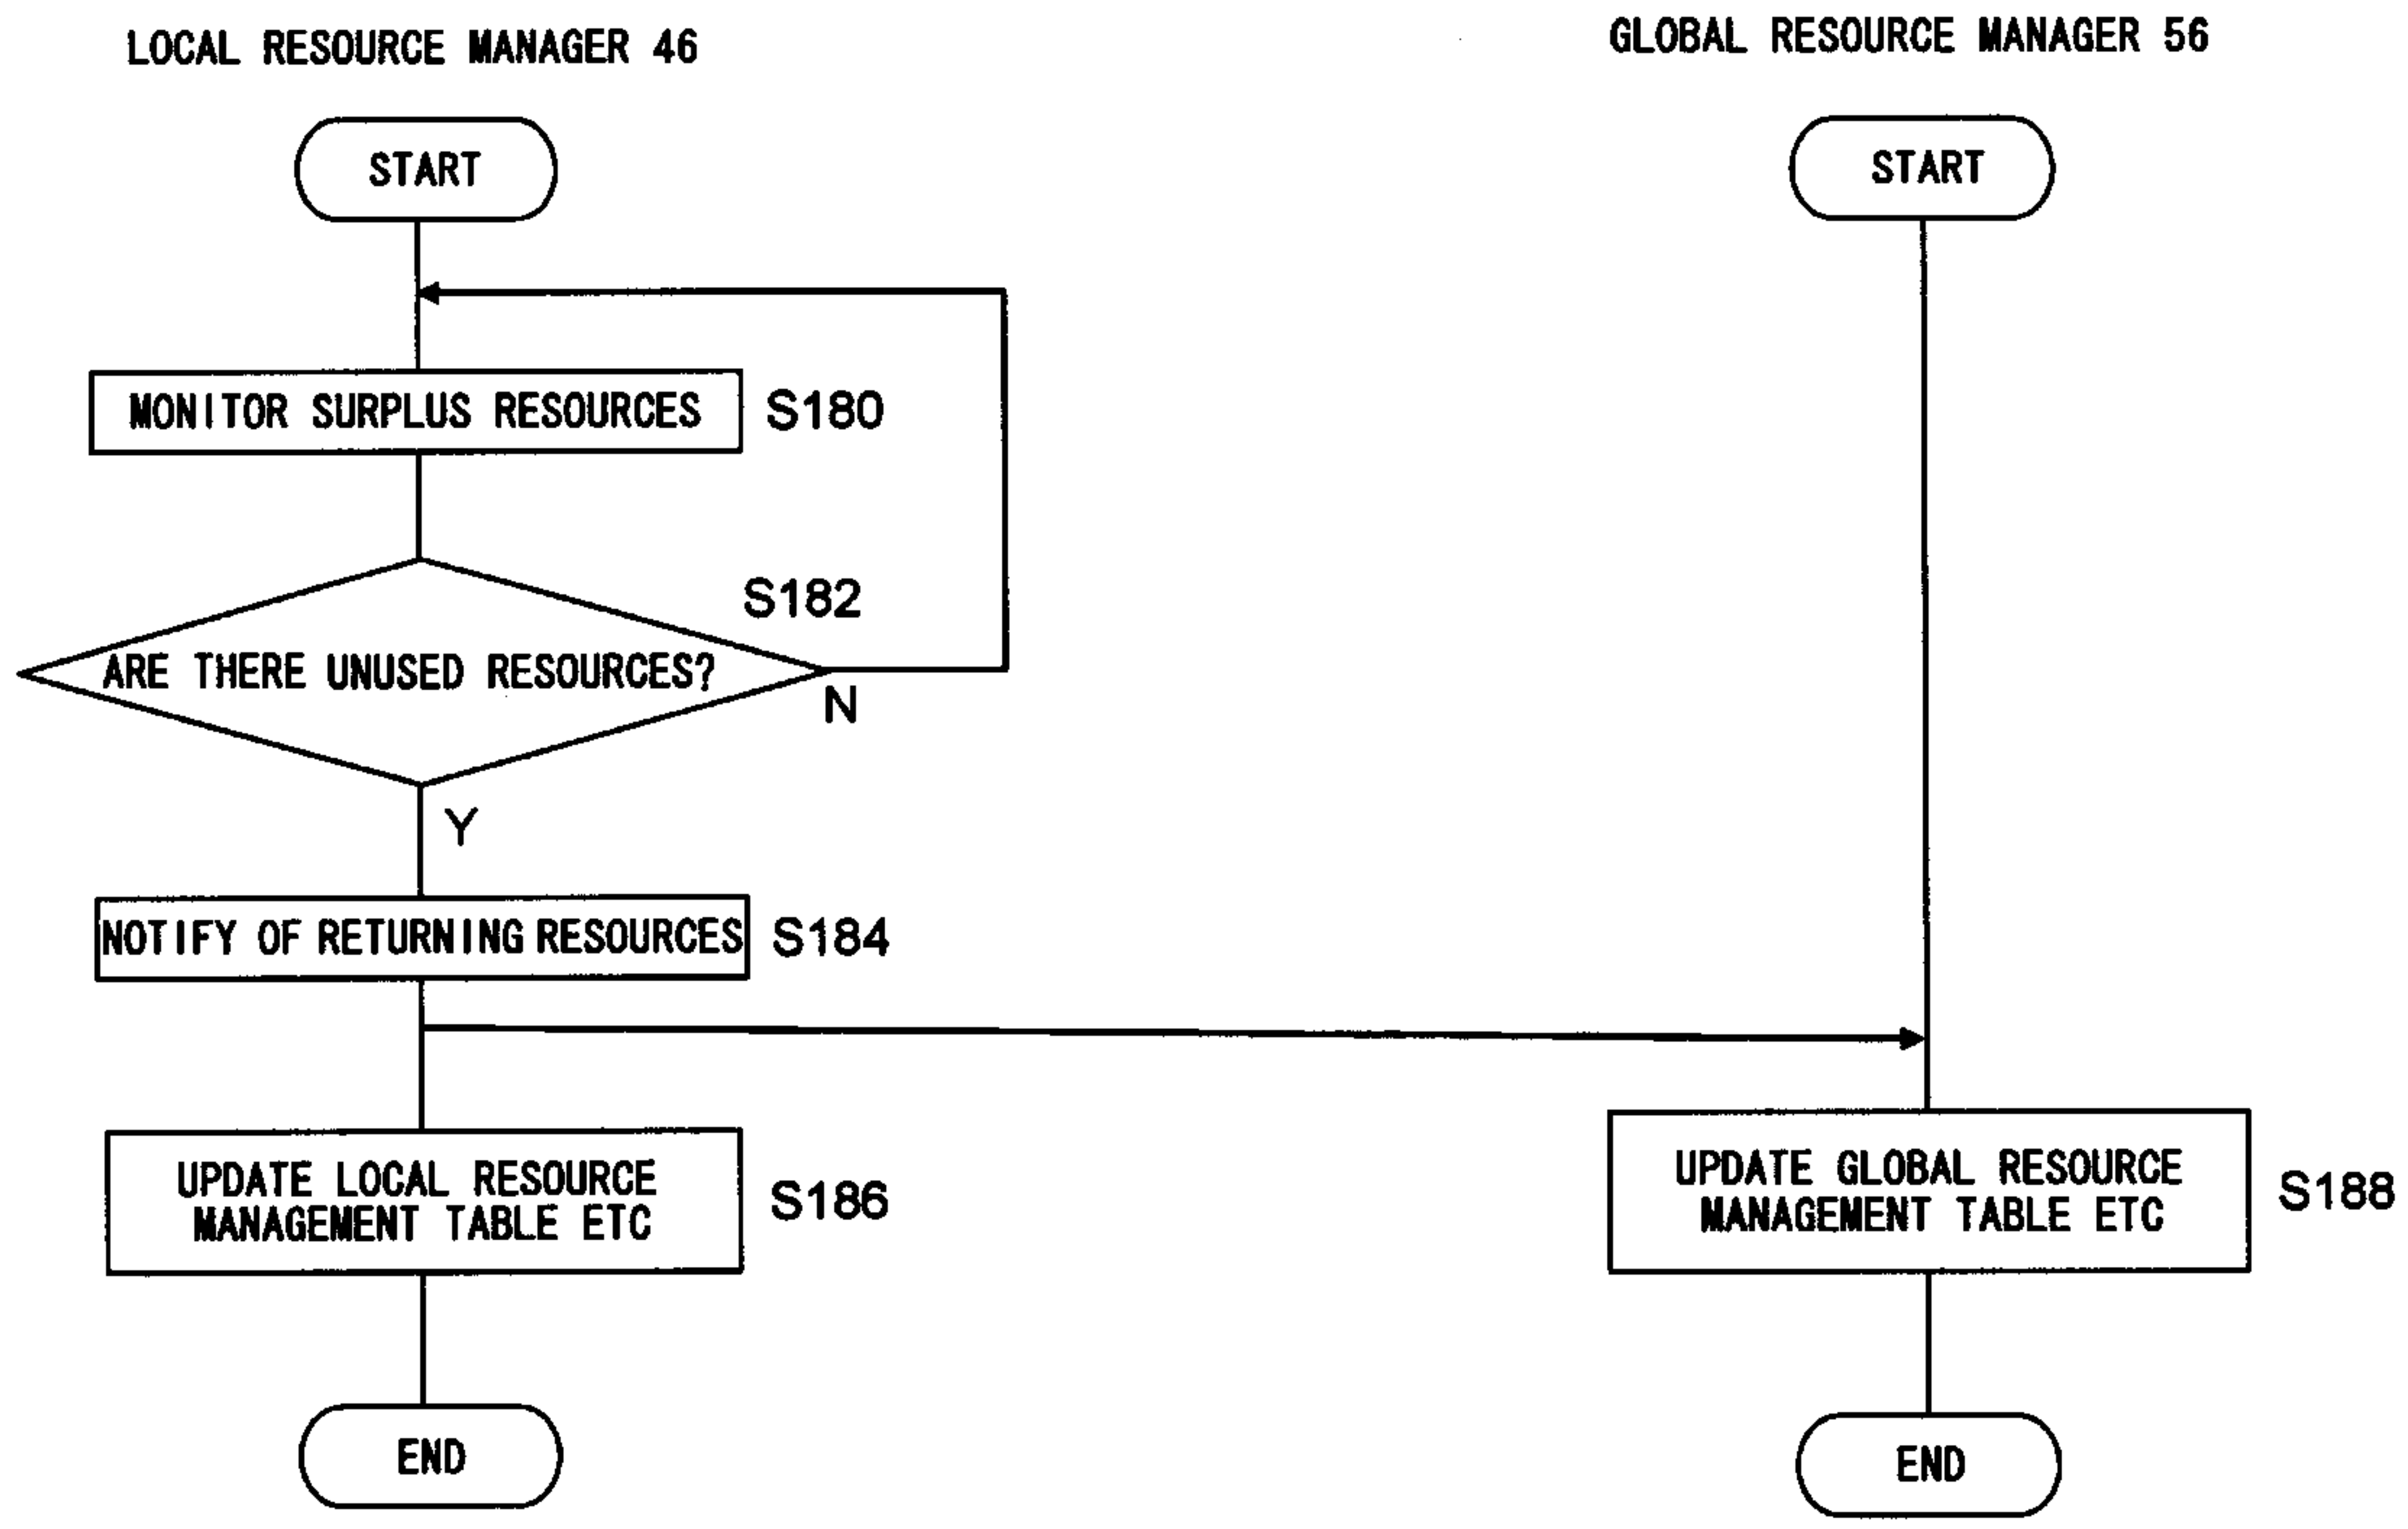 LOCAL RESOURCE MANAGER 46
GLOBAL RESOURCE MANAGER 56
START
START
MONITOR SURPLUS RESOURCES
S180
S182
ARE THERE UNUSED RESOURCES?
N
Y
NOTIFY OF RETURNING RESOURCES
S184
UPDATE LOCAL RESOURCE
MANAGEMENT TABLE ETC
S186
UPDATE GLOBAL RESOURCE
MANAGEMENT TABLE ETC
S188
END
END